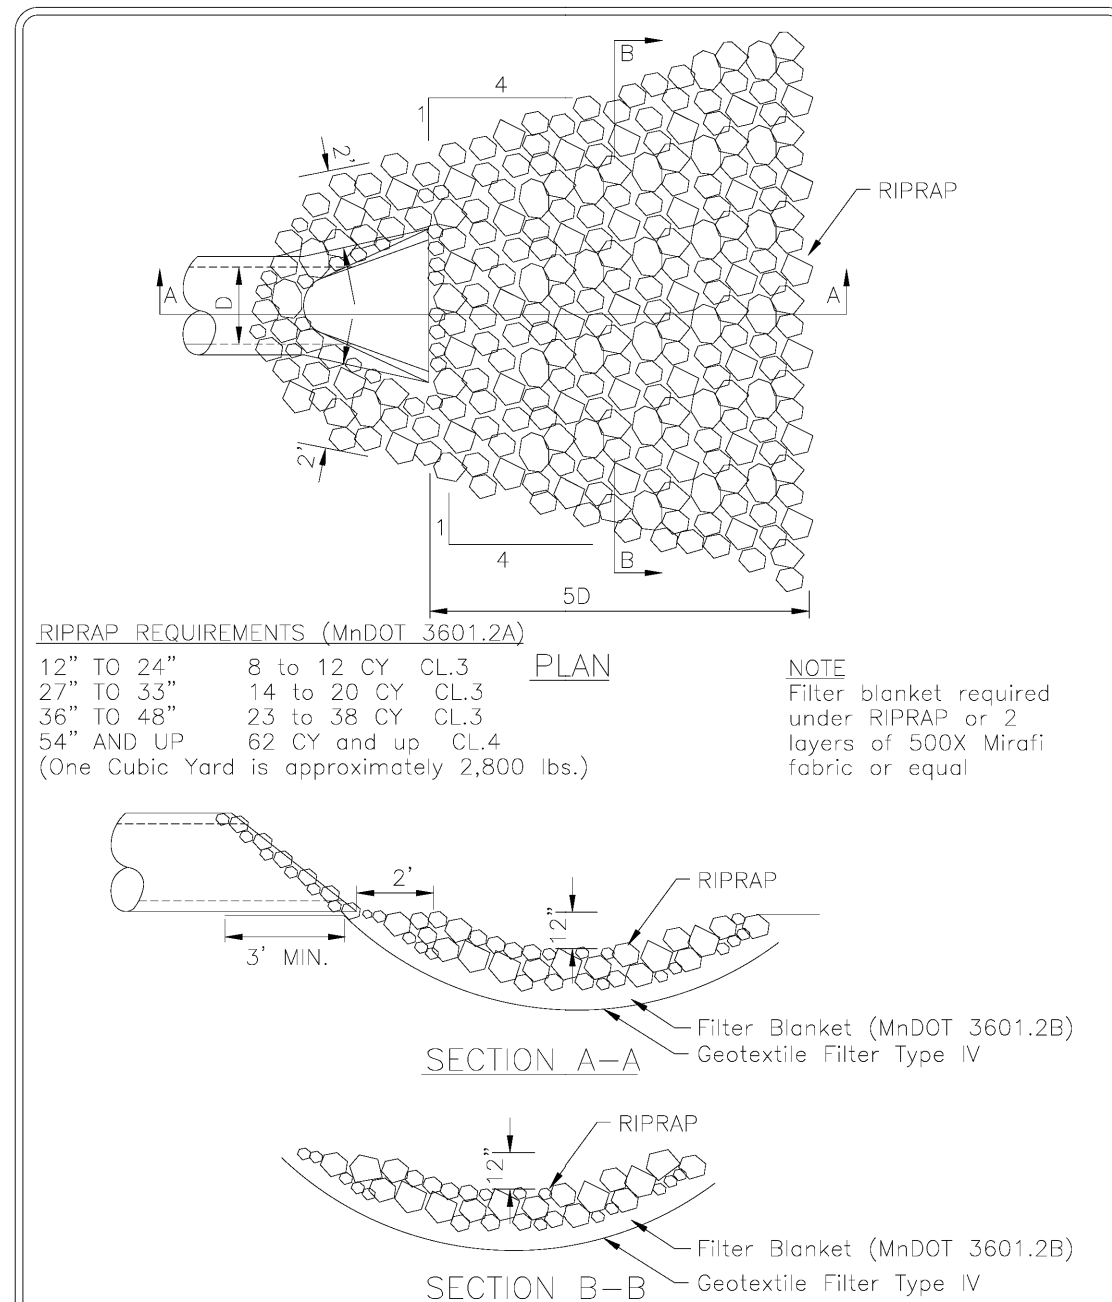 B
4
1
2'
RIPRAP
A
D
A
2'
1
4
B
5D
RIPRAP REQUIREMENTS (MnDOT 3601.2A)
12" TO 24" 8 to 12 CY CL.3
27" TO 33" 14 to 20 CY CL.3
36" TO 48" 23 to 38 CY CL.3
54" AND UP 62 CY and up CL.4
(One Cubic Yard is approximately 2,800 lbs.)
PLAN
NOTE
Filter blanket required
under RIPRAP or 2
layers of 500X Mirafi
fabric or equal
2'
RIPRAP
12"
3' MIN.
Filter Blanket (MnDOT 3601.2B)
Geotextile Filter Type IV
SECTION A-A
RIPRAP
12"
Filter Blanket (MnDOT 3601.2B)
Geotextile Filter Type IV
SECTION B-B